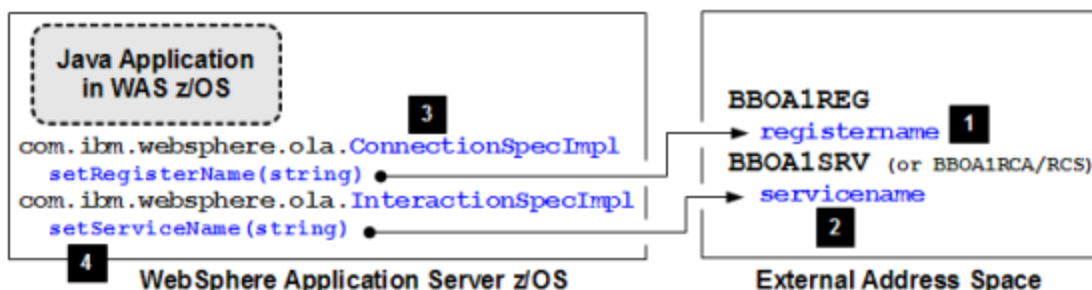 Java Application
in WAS z/OS
3
com.ibm.websphere.ola.ConnectionSpecImpl
setRegisterName(string)
com.ibm.websphere.ola.InteractionSpecImpl
setServiceName(string)
4
WebSphere Application Server z/OS
BBOA1REG
registername 1
BBOA1SRV (or BBOA1RCA/RCS)
servicename
2
External Address Space